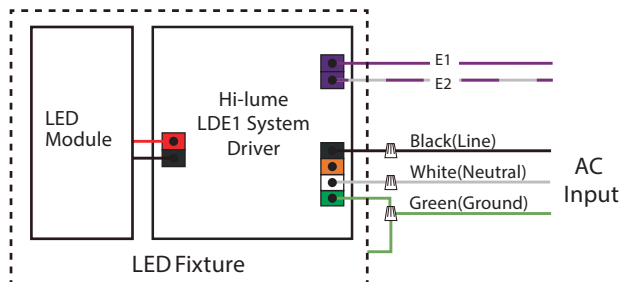 E1
E2
Hi-lume
LDE1 System
Driver
LED
Module
Black(Line)
White(Neutral)
Green(Ground)
AC
Input
LED Fixture